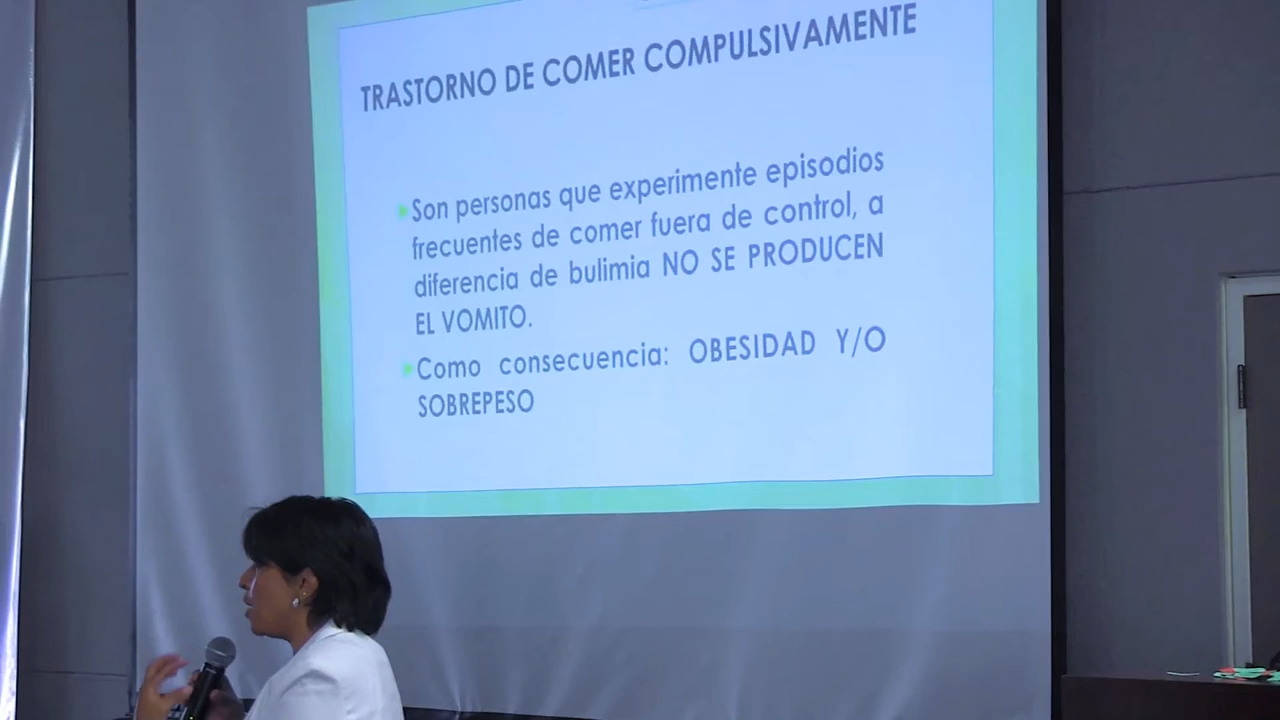 TRASTORNO DE COMER COMPULSIVAMENTE
Son personas que experimente episodios
frecuentes de comer fuera de control, a
diferencia de bulimia NO SE PRODUCEN
EL VOMITO.
Como consecuencia: OBESIDAD Y/O
SOBREPESO